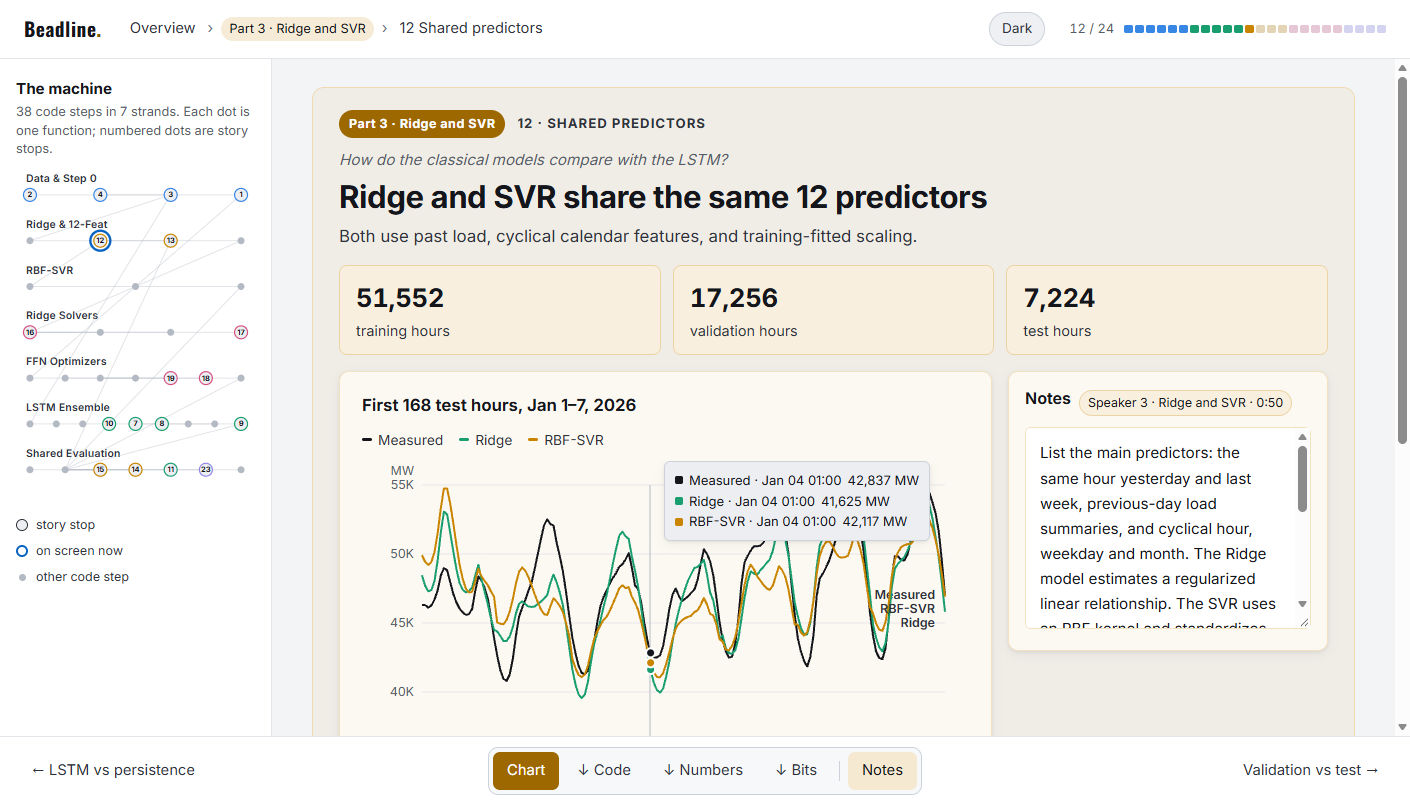 Beadline.
Overview › Part 3 · Ridge and SVR › 12 Shared predictors
Dark
12 / 24
The machine
38 code steps in 7 strands. Each dot is
one function; numbered dots are story
stops.
Data & Step 0
2 4 3 1
Ridge & 12-Feat
12 13
RBF-SVR
Ridge Solvers
16 17
FFN Optimizers
19 18
LSTM Ensemble
10 7 8 9
Shared Evaluation
15 14 11 23
story stop
on screen now
other code step
Part 3 · Ridge and SVR
12 · SHARED PREDICTORS
How do the classical models compare with the LSTM?
Ridge and SVR share the same 12 predictors
Both use past load, cyclical calendar features, and training-fitted scaling.
51,552
training hours
17,256
validation hours
7,224
test hours
First 168 test hours, Jan 1–7, 2026
Measured Ridge RBF-SVR
MW
55K
50K
45K
40K
Measured · Jan 04 01:00 42,837 MW
Ridge · Jan 04 01:00 41,625 MW
RBF-SVR · Jan 04 01:00 42,117 MW
Measured
RBF-SVR
Ridge
Notes
Speaker 3 · Ridge and SVR · 0:50
List the main predictors: the
same hour yesterday and last
week, previous-day load
summaries, and cyclical hour,
weekday and month. The Ridge
model estimates a regularized
linear relationship. The SVR uses
an RBF kernel and standardizes
← LSTM vs persistence
Chart
↓ Code
↓ Numbers
↓ Bits
Notes
Validation vs test →